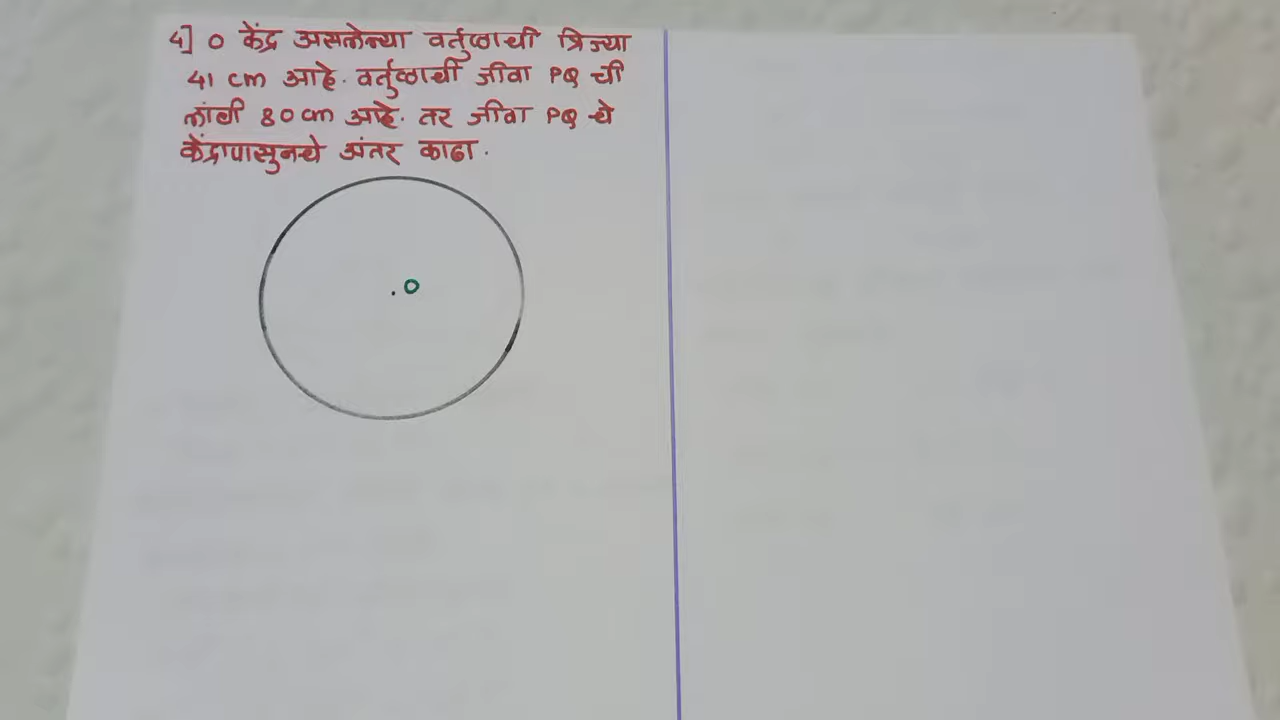 4] O केंद्र असलेल्या वर्तुळाची त्रिज्या
41 cm आहे. वर्तुळाची जीवा PQ ची
लांबी 80 cm आहे. तर जीवा PQ चे
केंद्रापासुनचे अंतर काढा.
O